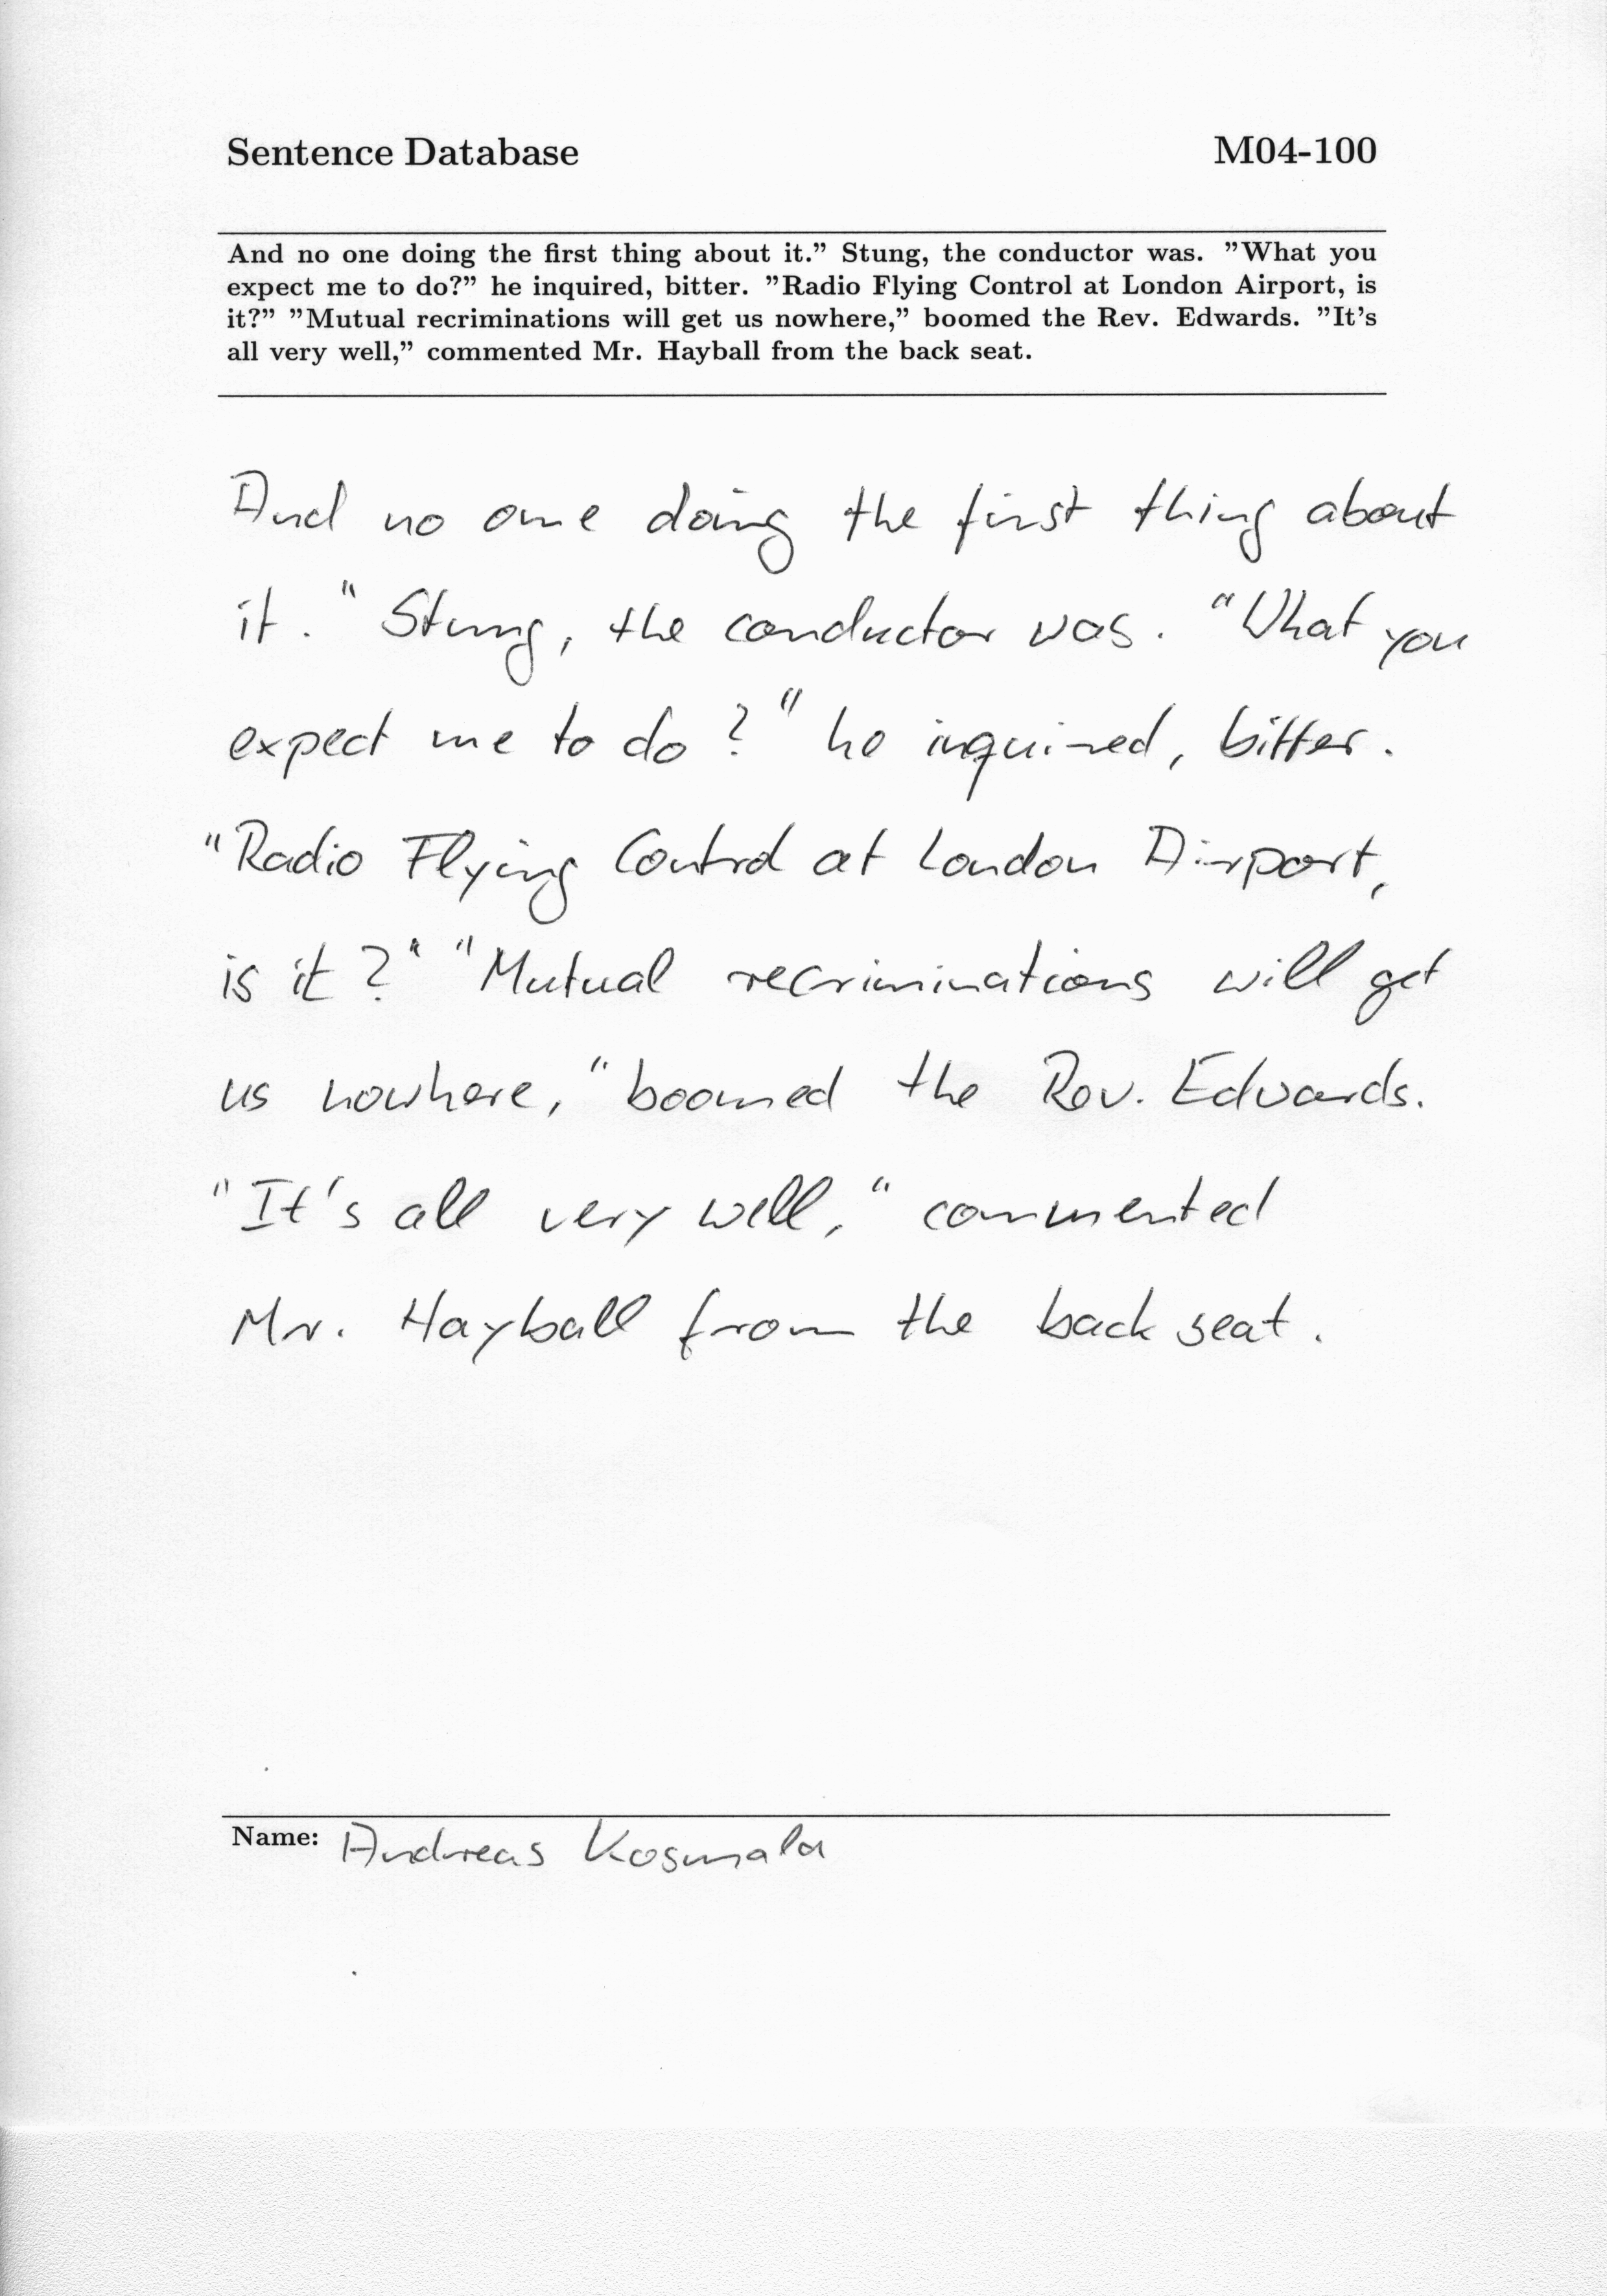 Sentence Database M04-100
And no one doing the first thing about it.” Stung, the conductor was. ”What you
expect me to do?” he inquired, bitter. ”Radio Flying Control at London Airport, is
it?” ”Mutual recriminations will get us nowhere,” boomed the Rev. Edwards. ”It’s
all very well,” commented Mr. Hayball from the back seat.
And no one doing the first thing about
it." Stung, the conductor was. "What you
expect me to do?" he inquired, bitter.
"Radio Flying Control at London Airport,
is it?" "Mutual recriminations will get
us nowhere," boomed the Rev. Edwards.
"It's all very well," commented
Mr. Hayball from the back seat.
Name: Andreas Kosmala